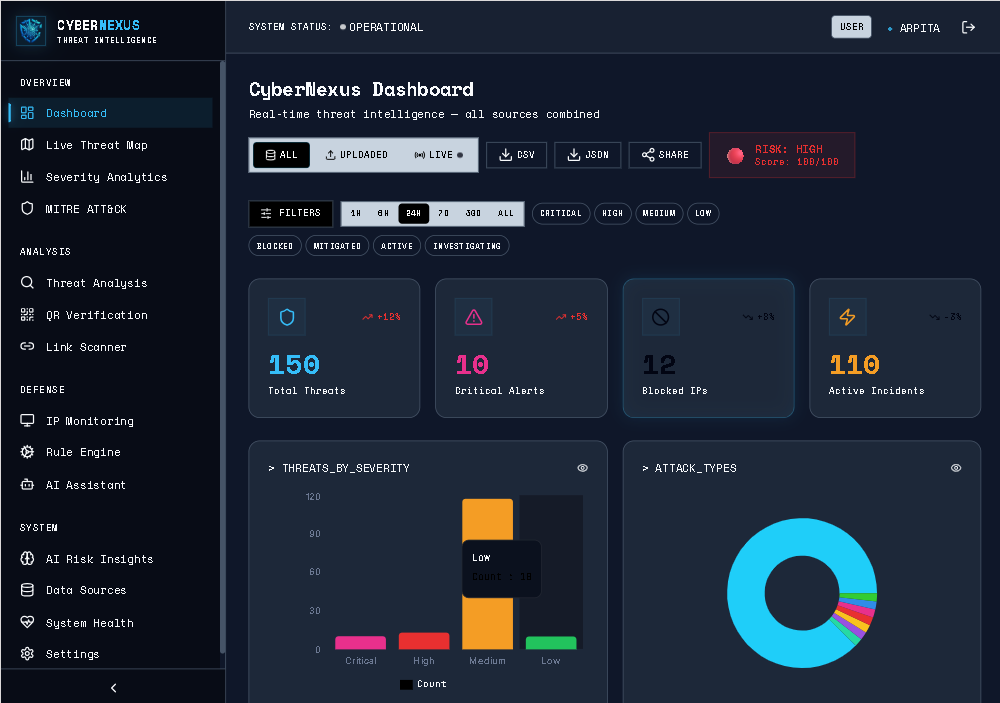 CYBERNEXUS
THREAT INTELLIGENCE
OVERVIEW
Dashboard
Live Threat Map
Severity Analytics
MITRE ATT&CK
ANALYSIS
Threat Analysis
QR Verification
Link Scanner
DEFENSE
IP Monitoring
Rule Engine
AI Assistant
SYSTEM
AI Risk Insights
Data Sources
System Health
Settings
SYSTEM STATUS: OPERATIONAL
USER ARPITA
CyberNexus Dashboard
Real-time threat intelligence — all sources combined
ALL UPLOADED LIVE CSV JSON SHARE
RISK: HIGH
Score: 100/100
FILTERS 1H 6H 24H 7D 30D ALL CRITICAL HIGH MEDIUM LOW
BLOCKED MITIGATED ACTIVE INVESTIGATING
+12%
150
Total Threats
+5%
10
Critical Alerts
+8%
12
Blocked IPs
-3%
110
Active Incidents
> THREATS_BY_SEVERITY
120
90
60
30
0
Low
Count : 10
Critical High Medium Low
Count
> ATTACK_TYPES